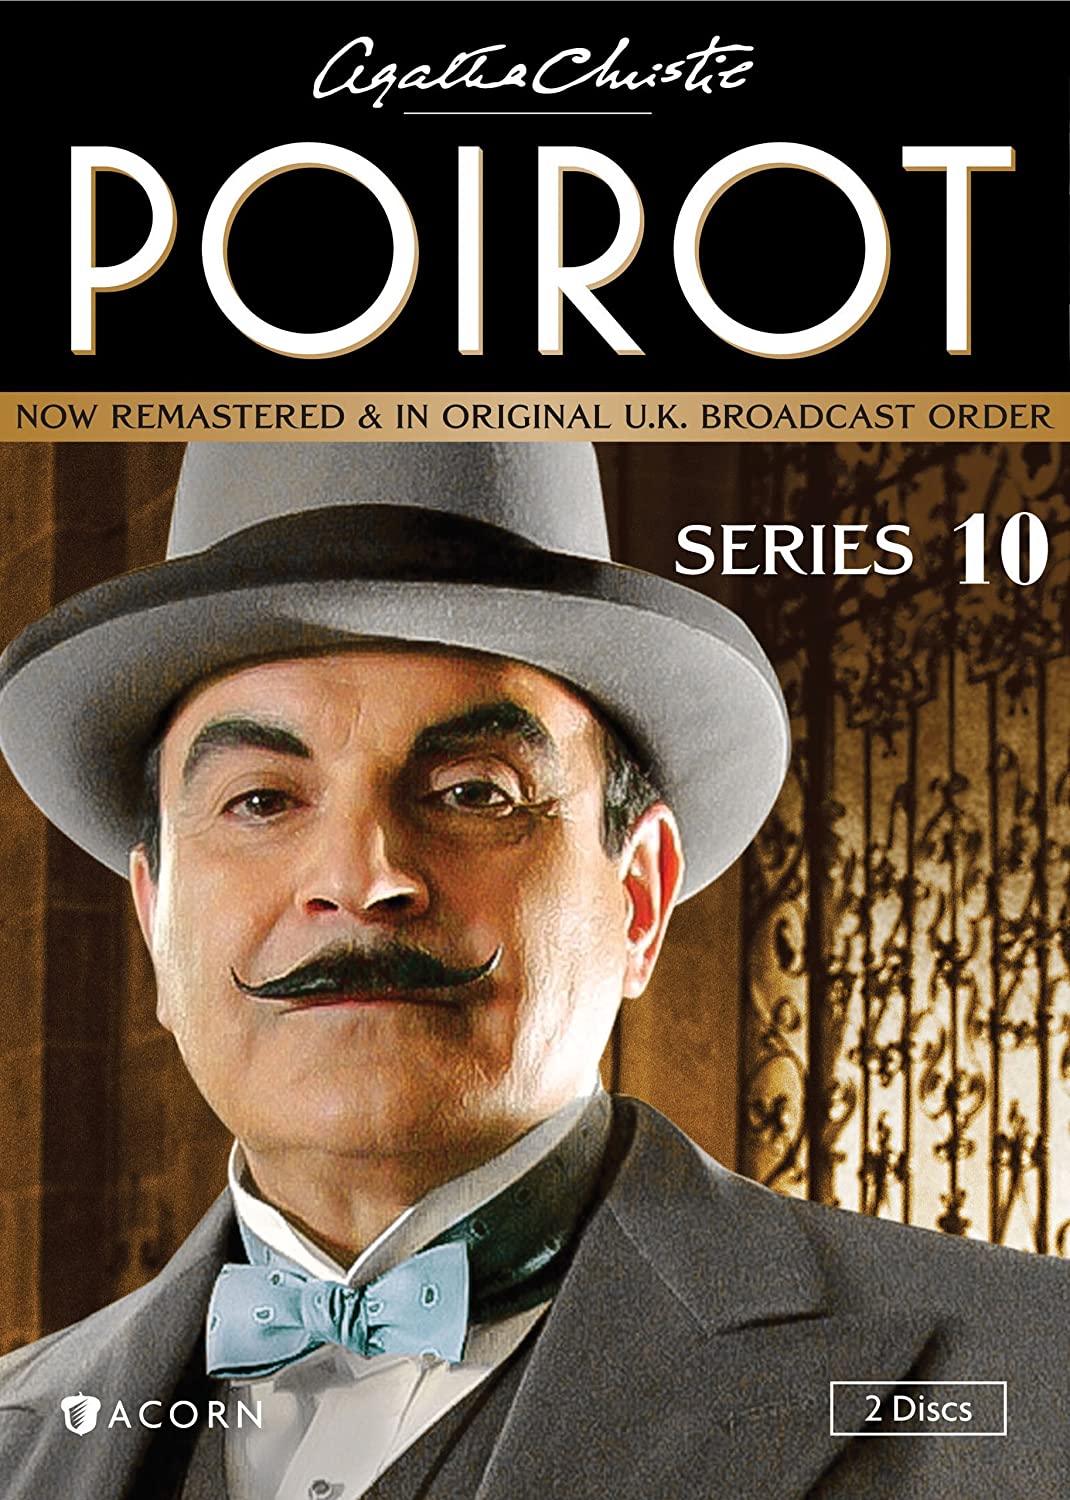 Agatha Christie
POIROT
NOW REMASTERED & IN ORIGINAL U.K. BROADCAST ORDER
SERIES 10
ACORN
2 Discs